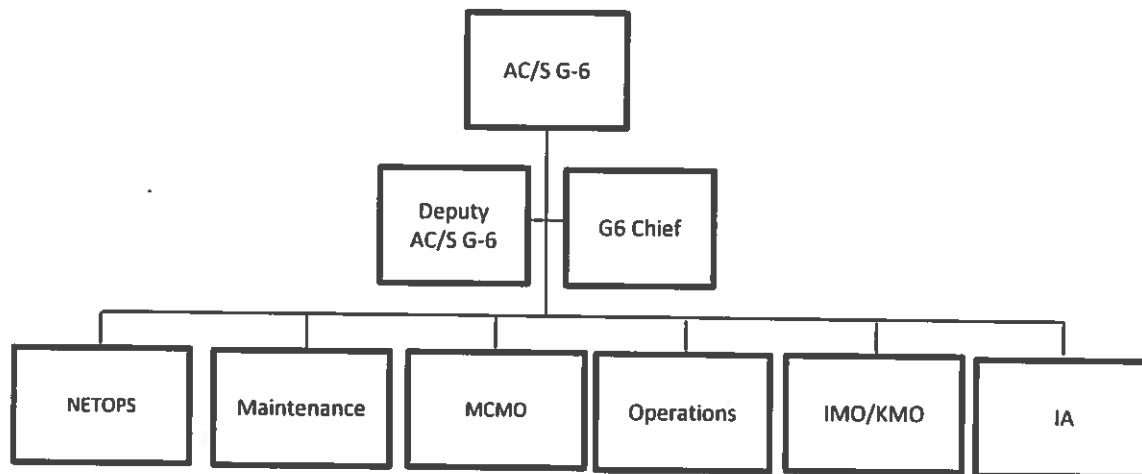 AC/S G-6
Deputy
AC/S G-6
G6 Chief
NETOPS
Maintenance
MCMO
Operations
IMO/KMO
IA